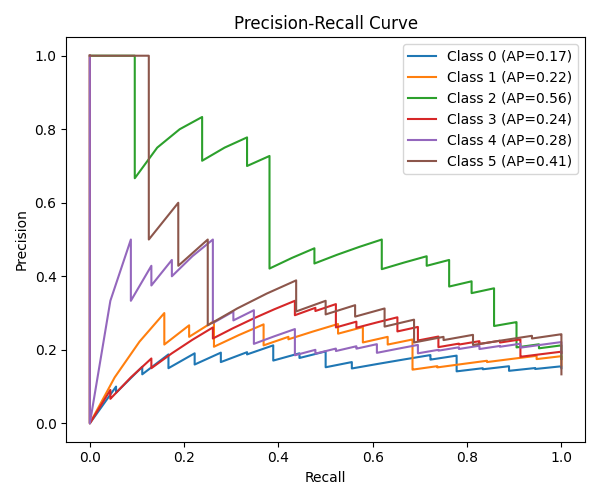 Precision-Recall Curve
Precision
1.0
0.8
0.6
0.4
0.2
0.0
Class 0 (AP=0.17)
Class 1 (AP=0.22)
Class 2 (AP=0.56)
Class 3 (AP=0.24)
Class 4 (AP=0.28)
Class 5 (AP=0.41)
0.0 0.2 0.4 0.6 0.8 1.0
Recall